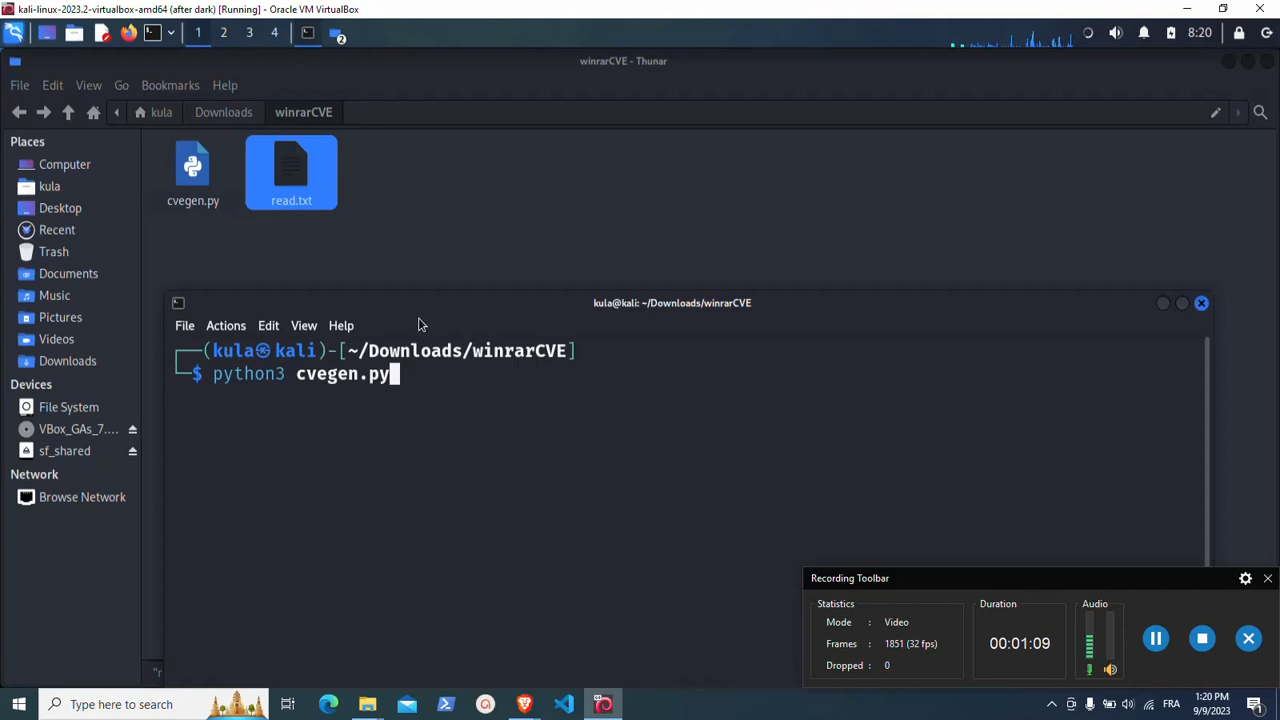 kali-linux-2023.2-virtualbox-amd64 (after dark) [Running] - Oracle VM VirtualBox
1 2 3 4 2 8:20
winrarCVE - Thunar
File Edit View Go Bookmarks Help
kula Downloads winrarCVE
Places
Computer
kula
Desktop
Recent
Trash
Documents
Music
Pictures
Videos
Downloads
Devices
File System
VBox_GAs_7....
sf_shared
Network
Browse Network
cvegen.py read.txt
kula@kali: ~/Downloads/winrarCVE
File Actions Edit View Help
(kula㉿kali)-[~/Downloads/winrarCVE]
$ python3 cvegen.py
"r
Recording Toolbar
Statistics Duration Audio
Mode : Video
Frames : 1851 (32 fps)
Dropped : 0
00:01:09
Type here to search
FRA
1:20 PM
9/9/2023
1